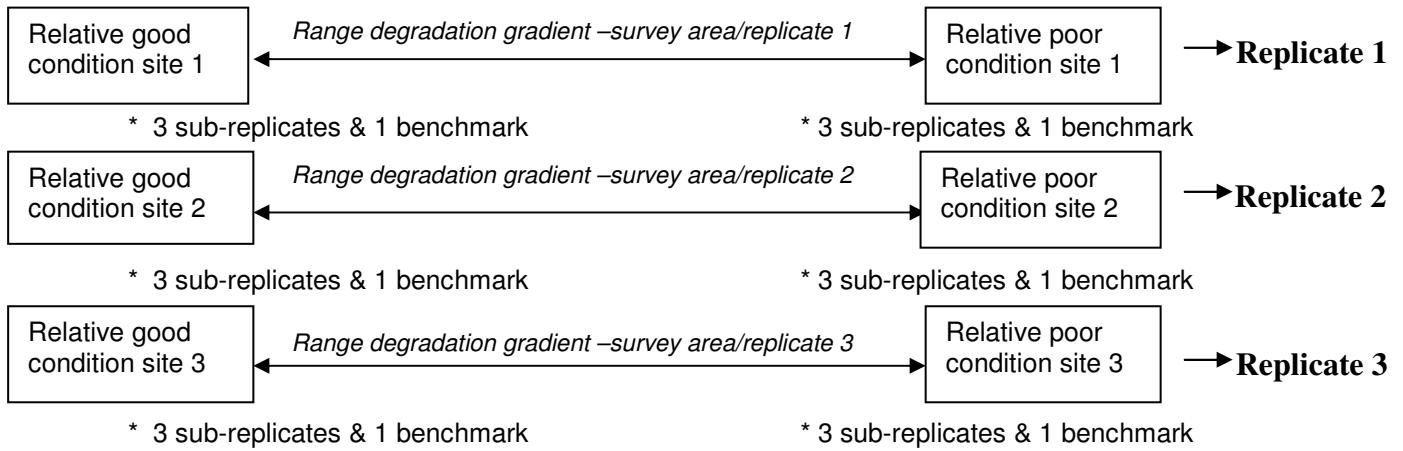 Relative good
condition site 1
Range degradation gradient –survey area/replicate 1
Relative poor
condition site 1
Replicate 1
* 3 sub-replicates & 1 benchmark
* 3 sub-replicates & 1 benchmark
Relative good
condition site 2
Range degradation gradient –survey area/replicate 2
Relative poor
condition site 2
Replicate 2
* 3 sub-replicates & 1 benchmark
* 3 sub-replicates & 1 benchmark
Relative good
condition site 3
Range degradation gradient –survey area/replicate 3
Relative poor
condition site 3
Replicate 3
* 3 sub-replicates & 1 benchmark
* 3 sub-replicates & 1 benchmark